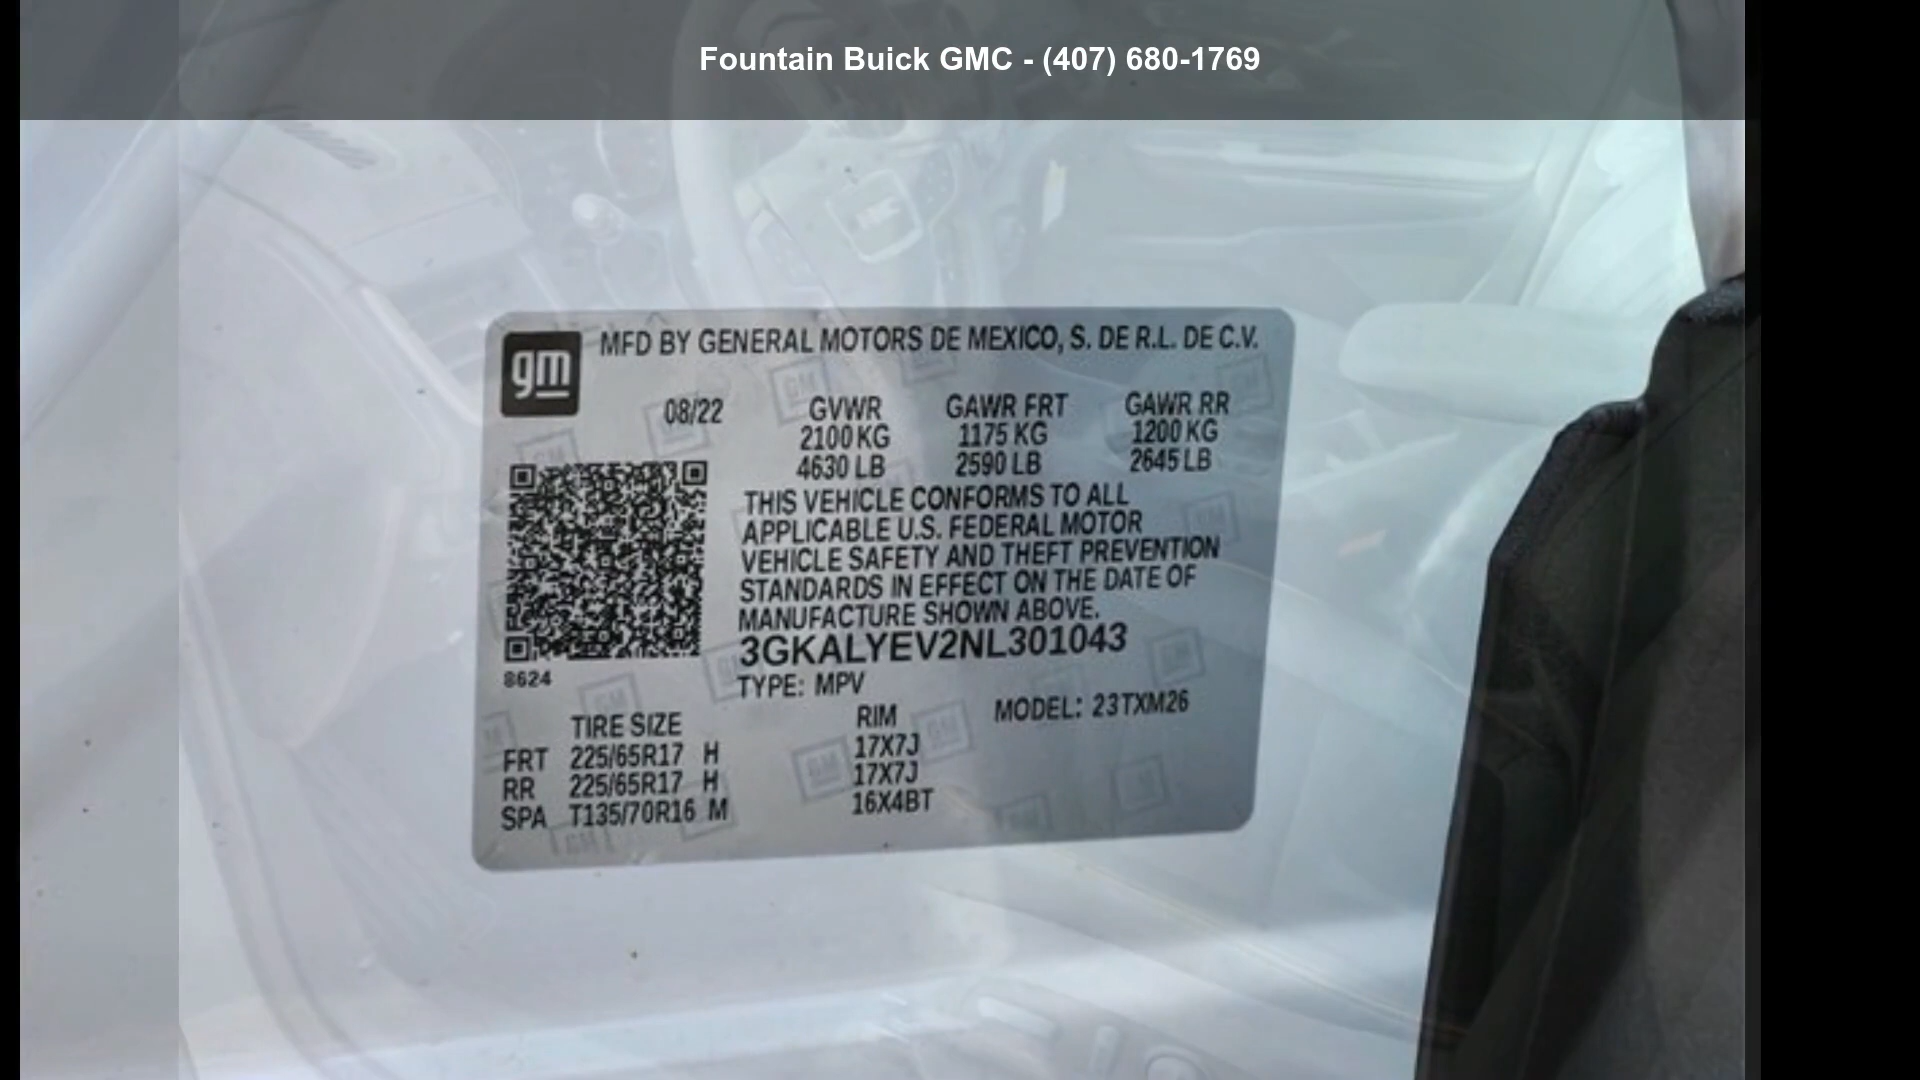 Fountain Buick GMC - (407) 680-1769
gm
MFD BY GENERAL MOTORS DE MEXICO, S. DE R.L. DE C.V.
08/22 GVWR GAWR FRT GAWR RR
2100 KG 1175 KG 1200 KG
4630 LB 2590 LB 2645 LB
THIS VEHICLE CONFORMS TO ALL
APPLICABLE U.S. FEDERAL MOTOR
VEHICLE SAFETY AND THEFT PREVENTION
STANDARDS IN EFFECT ON THE DATE OF
MANUFACTURE SHOWN ABOVE.
3GKALYEV2NL301043
8624
TYPE: MPV
TIRE SIZE RIM MODEL: 23TXM26
FRT 225/65R17 H 17X7J
RR 225/65R17 H 17X7J
SPA T135/70R16 M 16X4BT